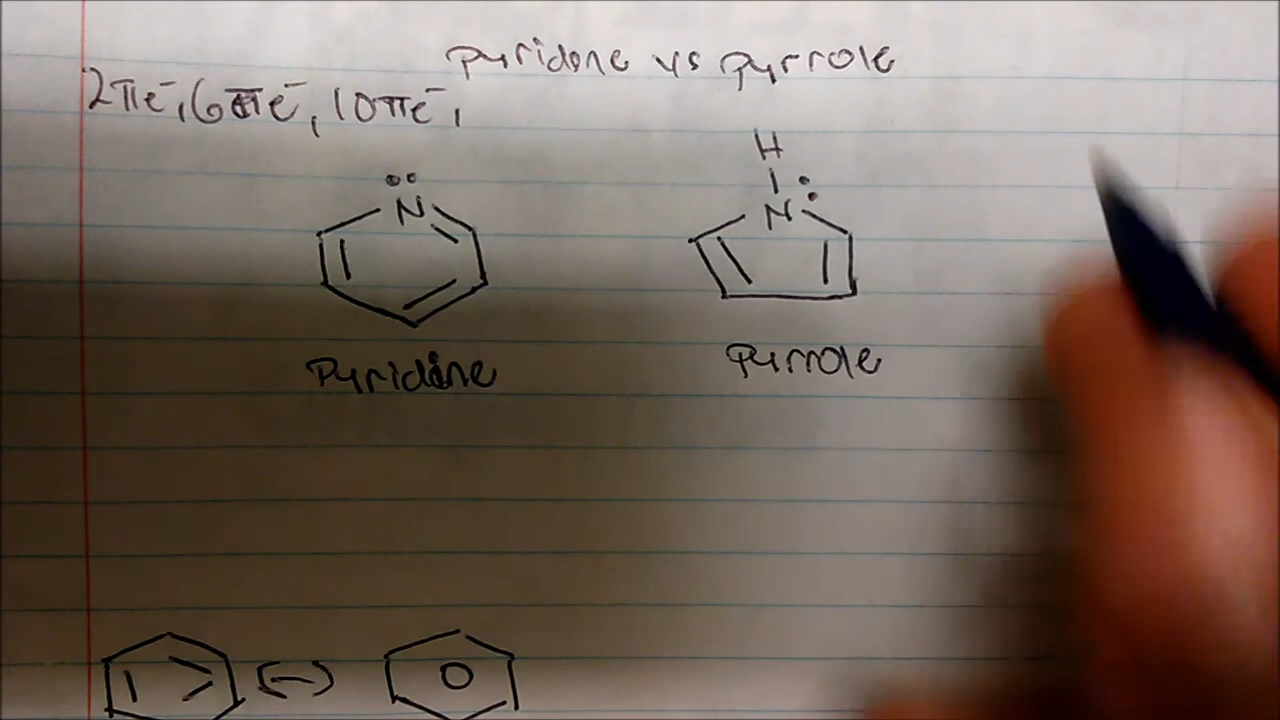 pyridine vs pyrrole
2πe⁻, 6πe⁻, 10πe⁻,
H
N
N
Pyridine
Pyrrole